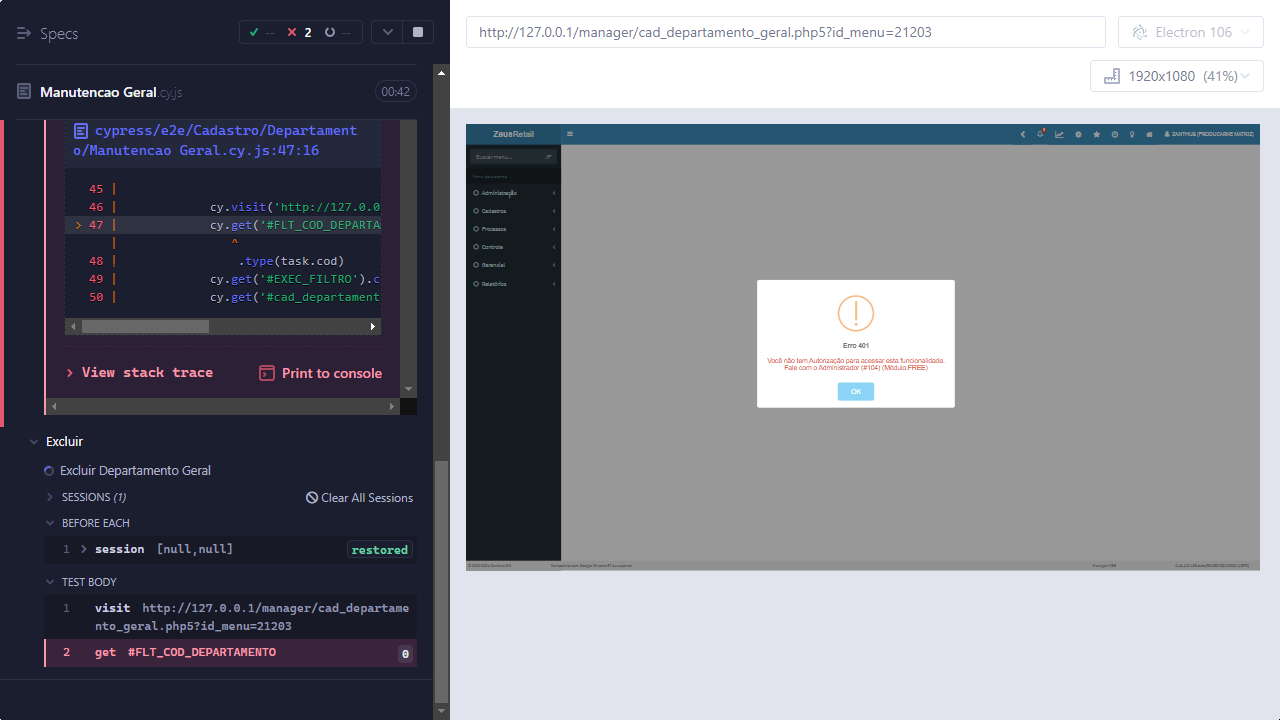 Specs
-- 2 --
Manutencao Geral.cy.js 00:42
cypress/e2e/Cadastro/Departament
o/Manutencao Geral.cy.js:47:16
45 |
46 | cy.visit('http://127.0.0
> 47 | cy.get('#FLT_COD_DEPARTA
| ^
48 | .type(task.cod)
49 | cy.get('#EXEC_FILTRO').c
50 | cy.get('#cad_departament
> View stack trace
Print to console
Excluir
Excluir Departamento Geral
SESSIONS (1)
Clear All Sessions
BEFORE EACH
1 > session [null,null] restored
TEST BODY
1 visit http://127.0.0.1/manager/cad_departame
nto_geral.php5?id_menu=21203
2 get #FLT_COD_DEPARTAMENTO 0
http://127.0.0.1/manager/cad_departamento_geral.php5?id_menu=21203
Electron 106
1920x1080 (41%)
ZeusRetail
ZANTHUS (PRODUCARNE MATRIZ)
Buscar menu...
Administração
Cadastros
Processos
Controle
Gerencial
Relatórios
Erro 401
Você não tem Autorização para acessar esta funcionalidade.
Fale com o Administrador (#104) (Módulo:FREE)
OK